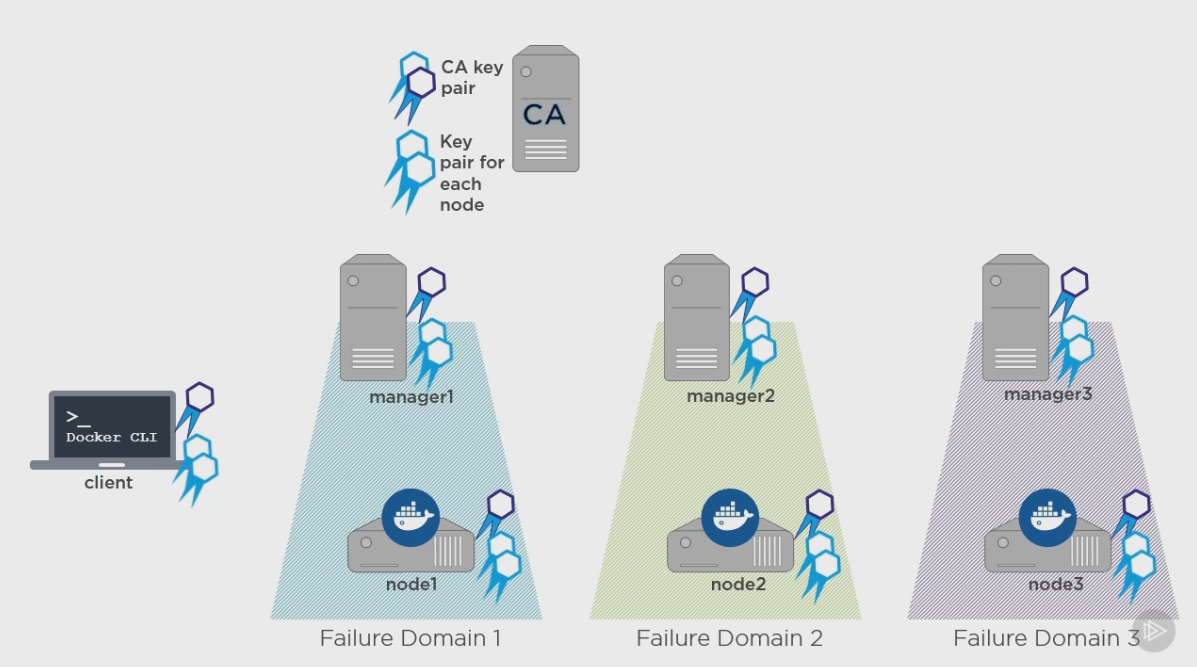 CA key
pair
CA
Key
pair for
each
node
manager1
manager2
manager3
>_
Docker CLI
client
node1
node2
node3
Failure Domain 1
Failure Domain 2
Failure Domain 3